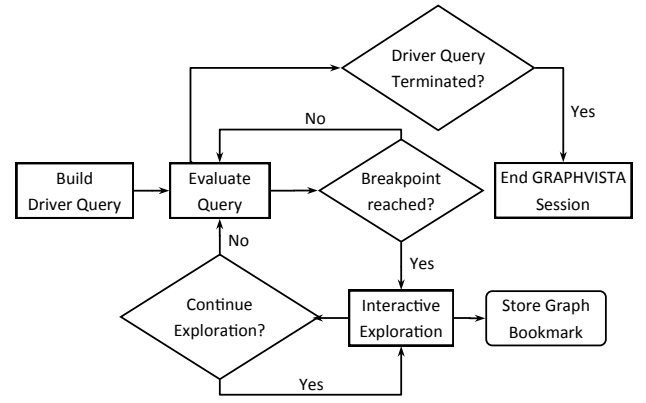 Driver Query
Terminated?
Yes
No
Build
Driver Query
Evaluate
Query
Breakpoint
reached?
End GRAPHVISTA
Session
No
Yes
Continue
Exploration?
Interactive
Exploration
Store Graph
Bookmark
Yes